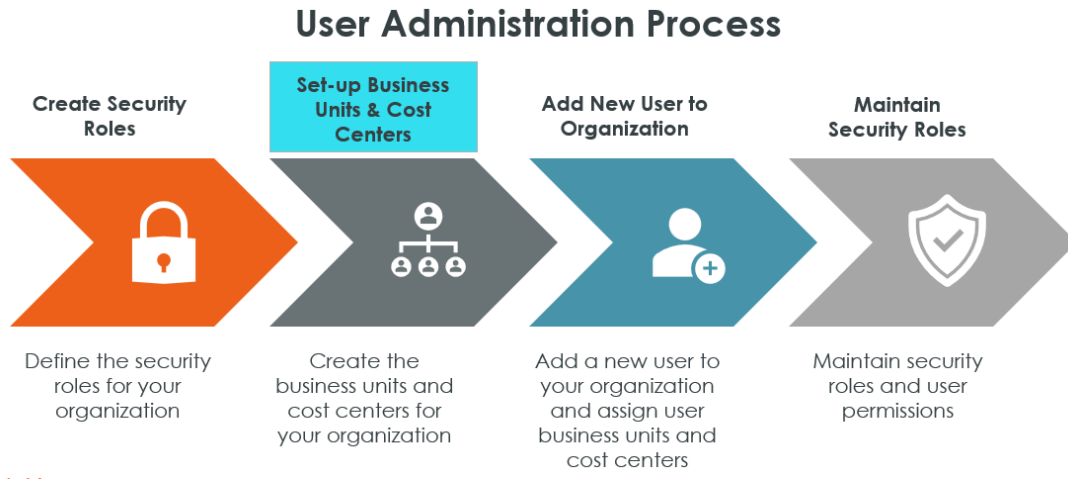 User Administration Process
Create Security
Roles
Set-up Business
Units & Cost
Centers
Add New User to
Organization
Maintain
Security Roles
Define the security
roles for your
organization
Create the
business units and
cost centers for
your organization
Add a new user to
your organization
and assign user
business units and
cost centers
Maintain security
roles and user
permissions